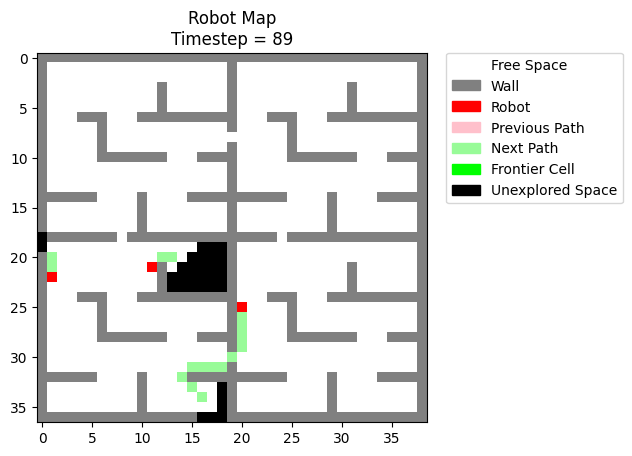 Robot Map
Timestep = 89
Free Space
Wall
Robot
Previous Path
Next Path
Frontier Cell
Unexplored Space
0
5
10
15
20
25
30
35
0
5
10
15
20
25
30
35